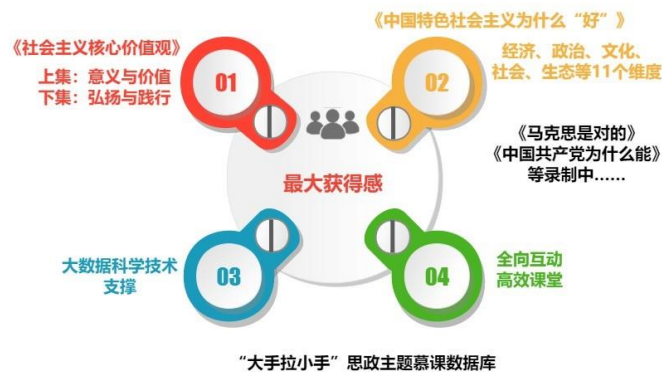 《社会主义核心价值观》
上集：意义与价值
下集：弘扬与践行
01
《中国特色社会主义为什么“好”》
经济、政治、文化、
社会、生态等11个维度
02
《马克思是对的》
《中国共产党为什么能》
等录制中......
最大获得感
大数据科学技术
支撑
03
04
全向互动
高效课堂
“大手拉小手”思政主题慕课数据库